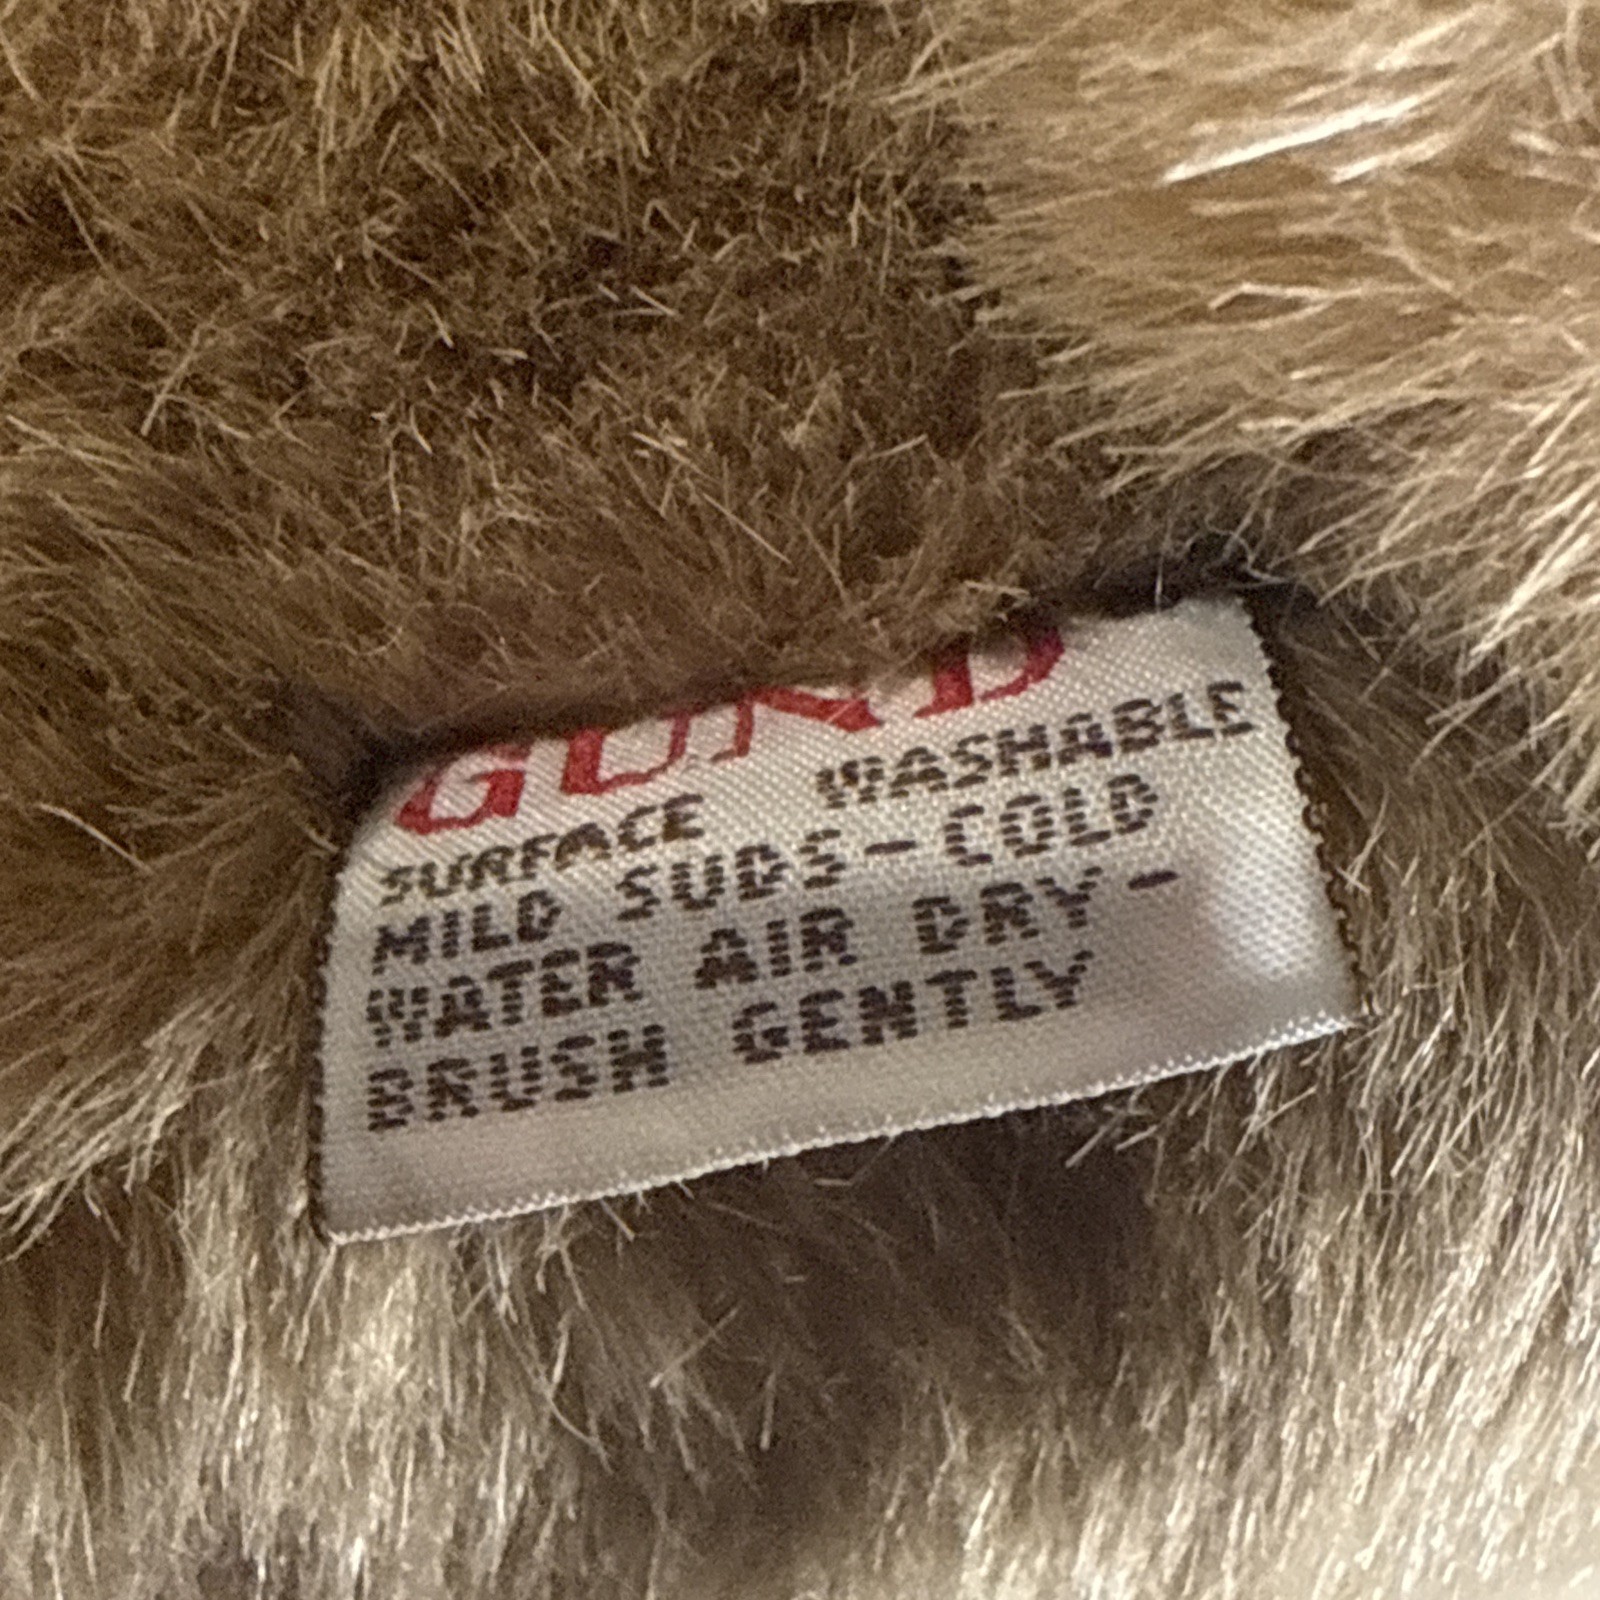 GUND
SURFACE WASHABLE
MILD SUDS-COLD
WATER AIR DRY-
BRUSH GENTLY